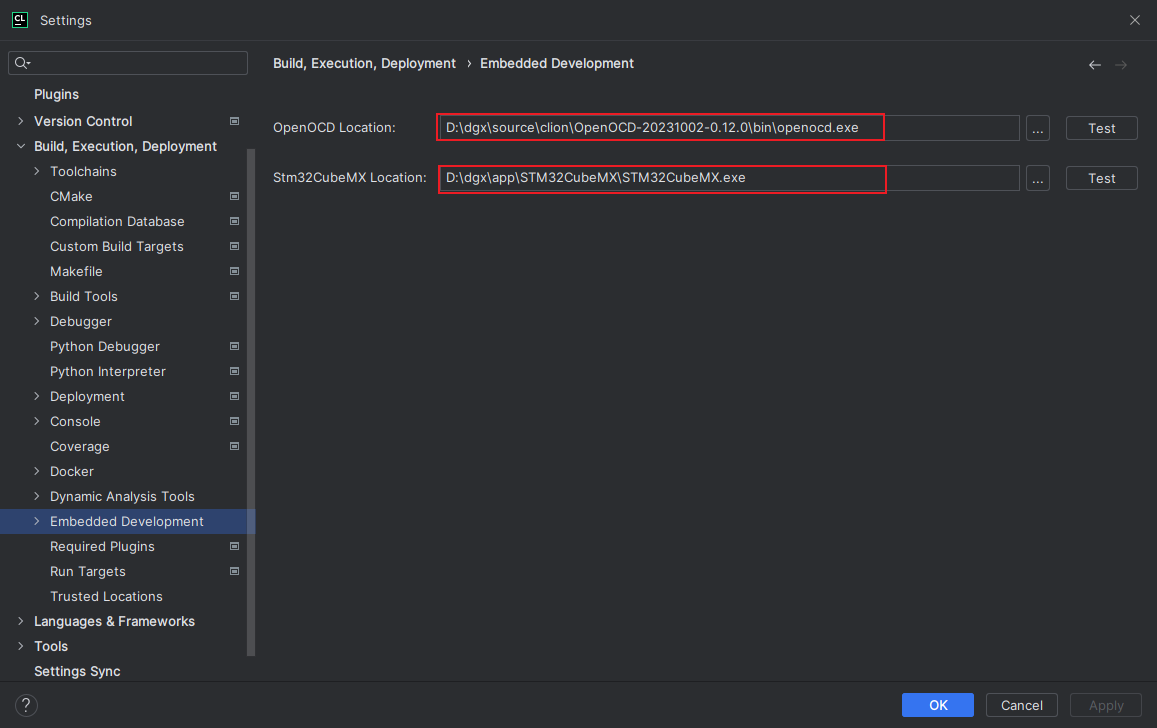 CL
Settings
Build, Execution, Deployment › Embedded Development
Plugins
Version Control
Build, Execution, Deployment
Toolchains
CMake
Compilation Database
Custom Build Targets
Makefile
Build Tools
Debugger
Python Debugger
Python Interpreter
Deployment
Console
Coverage
Docker
Dynamic Analysis Tools
Embedded Development
Required Plugins
Run Targets
Trusted Locations
Languages & Frameworks
Tools
Settings Sync
OpenOCD Location: D:\dgx\source\clion\OpenOCD-20231002-0.12.0\bin\openocd.exe ... Test
Stm32CubeMX Location: D:\dgx\app\STM32CubeMX\STM32CubeMX.exe ... Test
? OK Cancel Apply